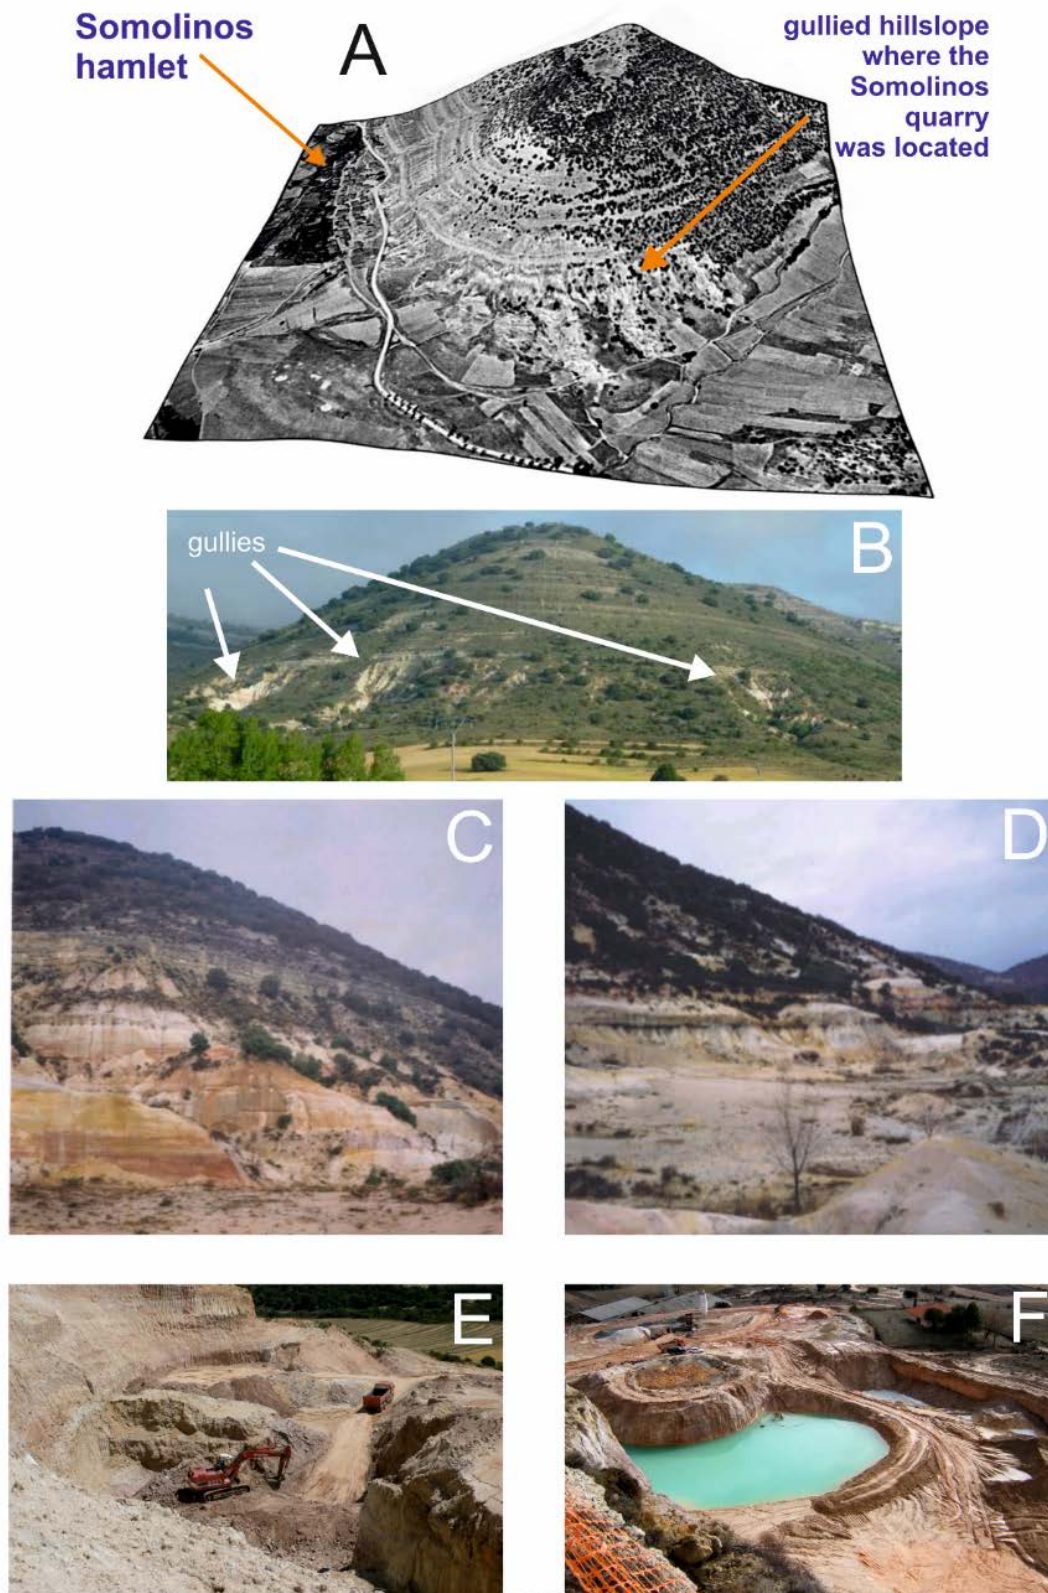 Somolinos
hamlet
A
gullied hillslope
where the
Somolinos
quarry
was located
gullies
B
C
D
E
F